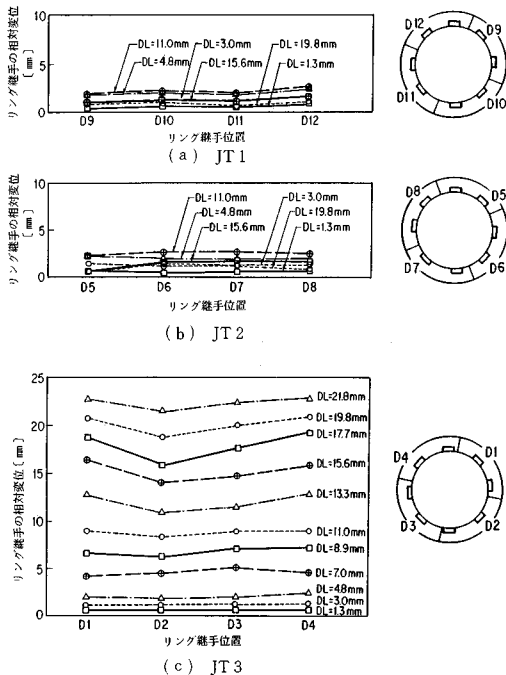 リング継手の相対変位〔mm〕
10
5
0
DL=11.0mm
3.0mm
19.8mm
4.8mm
15.6mm
1.3mm
D9
D10
D11
D12
リング継手位置
(a) JT1
D12
D9
D11
D10
リング継手の相対変位〔mm〕
10
5
0
DL=11.0mm
DL=3.0mm
DL=4.8mm
DL=19.8mm
DL=15.6mm
DL=1.3mm
D5
D6
D7
D8
リング継手位置
(b) JT2
D8
D5
D7
D6
リング継手の相対変位〔mm〕
25
20
15
10
5
0
DL=21.8mm
DL=19.8mm
DL=17.7mm
DL=15.6mm
DL=13.3mm
DL=11.0mm
DL=8.9mm
DL=7.0mm
DL=4.8mm
DL=3.0mm
DL=1.3mm
D1
D2
D3
D4
リング継手位置
(c) JT3
D4
D1
D3
D2